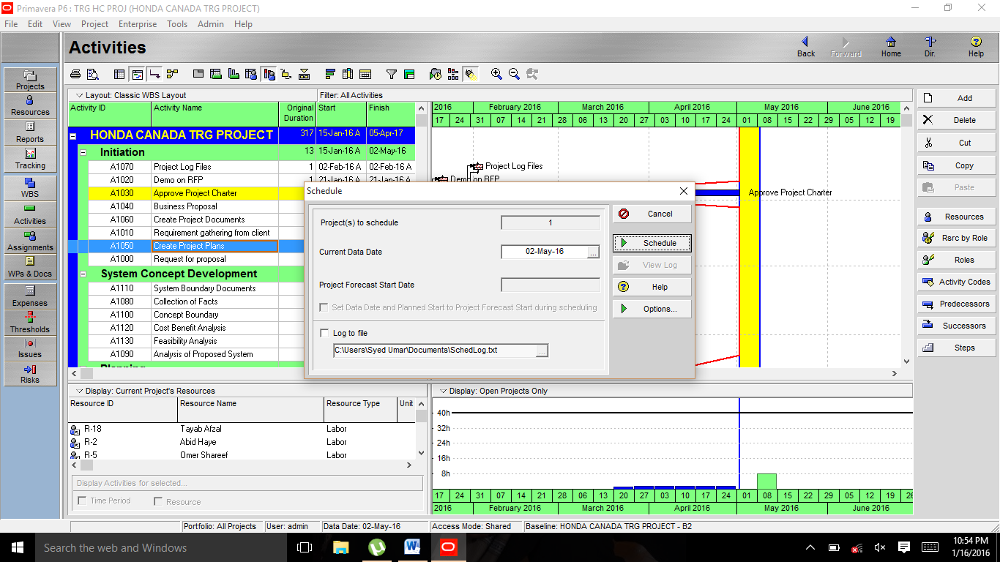 Primavera P6 : TRG HC PROJ (HONDA CANADA TRG PROJECT)
File Edit View Project Enterprise Tools Admin Help
Activities
Back Forward Home Dir. Help
Projects
Resources
Reports
Tracking
WBS
Activities
Assignments
WPs & Docs
Expenses
Thresholds
Issues
Risks
Layout: Classic WBS Layout Filter: All Activities
Activity ID Activity Name Original Duration Start Finish
HONDA CANADA TRG PROJECT 317 15-Jan-16 A 05-Apr-17
Initiation 13 15-Jan-16 A 02-May-16
A1070 Project Log Files 1 02-Feb-16 A 02-Feb-16 A
A1020 Demo on RFP 1 21-Jan-16 A 21-Jan-16 A
A1030 Approve Project Charter
A1040 Business Proposal
A1060 Create Project Documents
A1010 Requirement gathering from client
A1050 Create Project Plans
A1000 Request for proposal
System Concept Development
A1110 System Boundary Documents
A1080 Collection of Facts
A1100 Concept Boundary
A1120 Cost Benefit Analysis
A1130 Feasibility Analysis
A1090 Analysis of Proposed System
Planning
2016 February 2016 March 2016 April 2016 May 2016 June 2016
17 24 31 07 14 21 28 06 13 20 27 03 10 17 24 01 08 15 22 29 05 12 19
Project Log Files
Demo on RFP
Approve Project Charter
Schedule
Project(s) to schedule 1
Current Data Date 02-May-16 ...
Project Forecast Start Date
Set Data Date and Planned Start to Project Forecast Start during scheduling
Log to file
C:\Users\Syed Umar\Documents\SchedLog.txt ...
Cancel
Schedule
View Log
Help
Options...
Add
Delete
Cut
Copy
Paste
Resources
Rsrc by Role
Roles
Activity Codes
Predecessors
Successors
Steps
Display: Current Project's Resources
Resource ID Resource Name Resource Type Unit
R-18 Tayab Afzal Labor
R-2 Abid Haye Labor
R-5 Omer Shareef Labor
Display Activities for selected...
Time Period Resource
Display: Open Projects Only
40h
32h
24h
16h
8h
17 24 31 07 14 21 28 06 13 20 27 03 10 17 24 01 08 15 22 29 05 12 19 26
2016 February 2016 March 2016 April 2016 May 2016 June 2016
Portfolio: All Projects User: admin Data Date: 02-May-16 Access Mode: Shared Baseline: HONDA CANADA TRG PROJECT - B2
Search the web and Windows
10:54 PM
1/16/2016